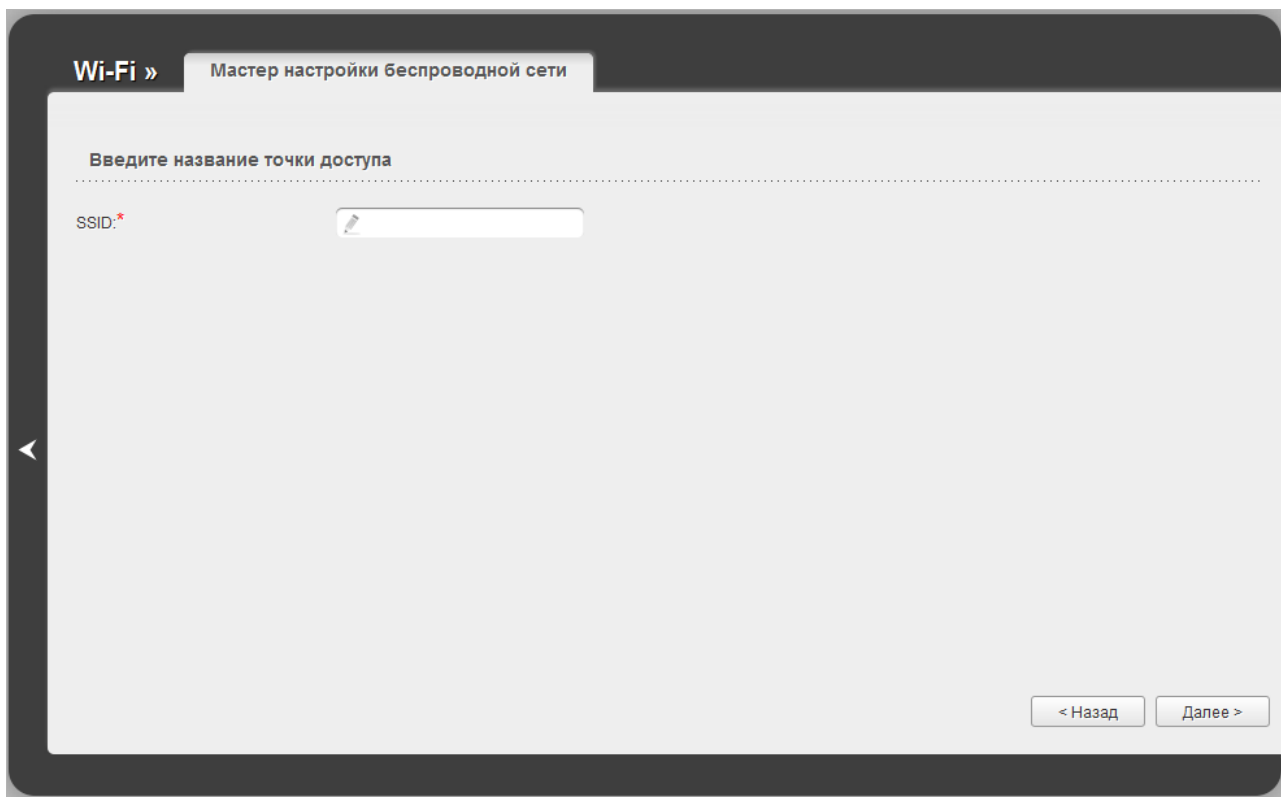 Wi-Fi » Мастер настройки беспроводной сети
Введите название точки доступа
SSID:*
< Назад Далее >